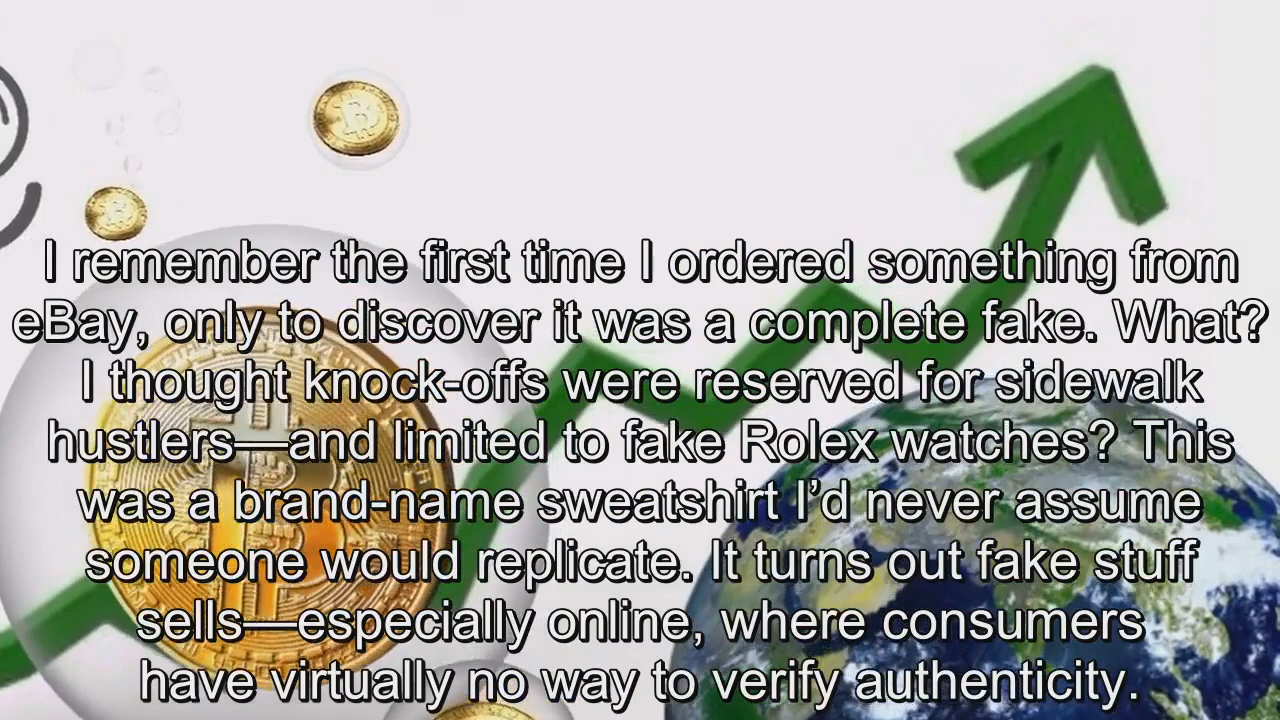 I remember the first time I ordered something from
eBay, only to discover it was a complete fake. What?
I thought knock-offs were reserved for sidewalk
hustlers—and limited to fake Rolex watches? This
was a brand-name sweatshirt I’d never assume
someone would replicate. It turns out fake stuff
sells—especially online, where consumers
have virtually no way to verify authenticity.